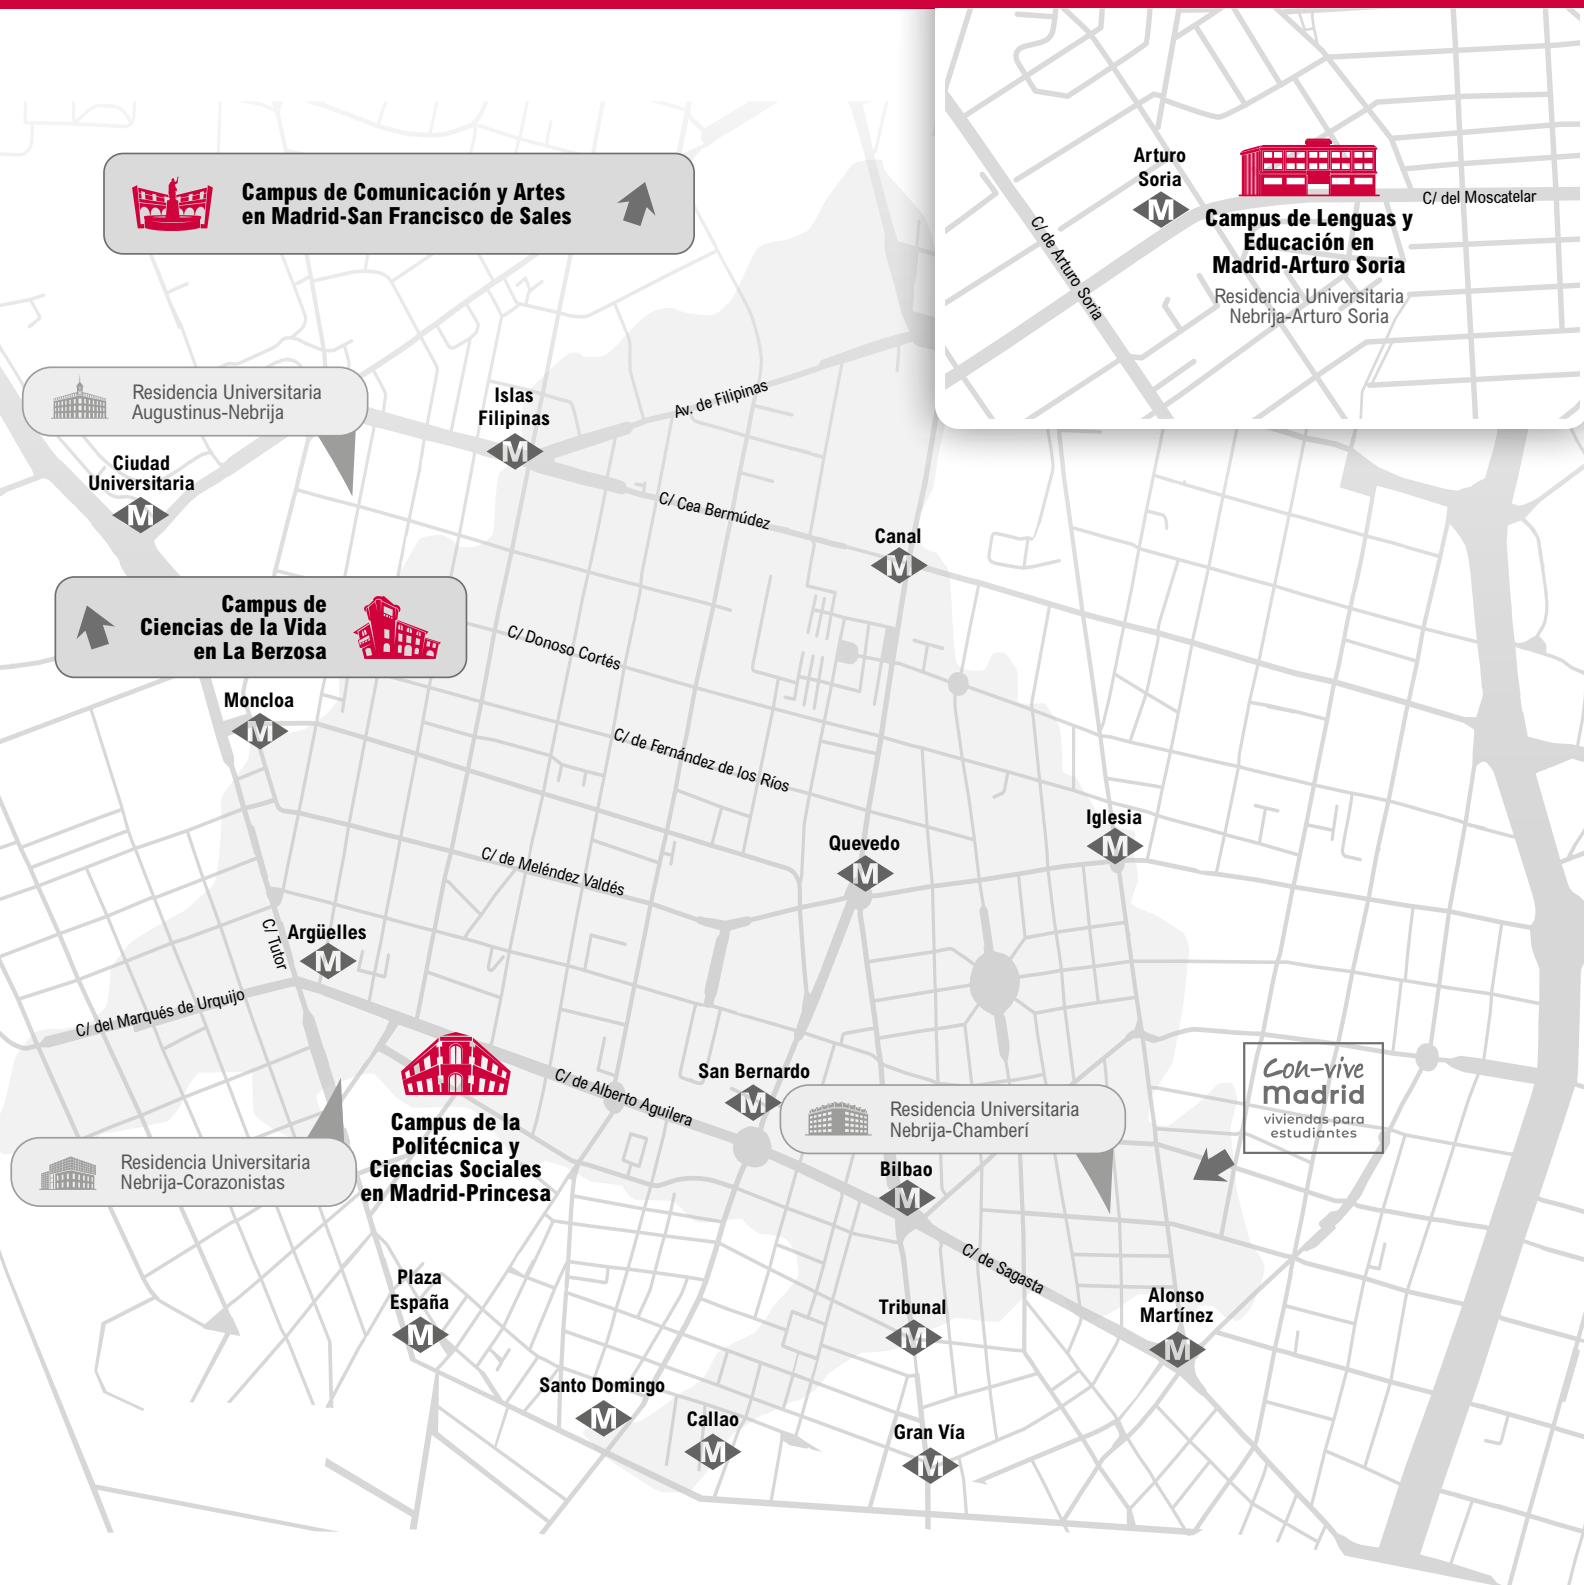 Campus de Comunicación y Artes
en Madrid-San Francisco de Sales
Arturo
Soria
M
C/ del Moscatelar
C/ de Arturo Soria
Campus de Lenguas y
Educación en
Madrid-Arturo Soria
Residencia Universitaria
Nebrija-Arturo Soria
Residencia Universitaria
Augustinus-Nebrija
Islas
Filipinas
M
Av. de Filipinas
Ciudad
Universitaria
M
C/ Cea Bermúdez
Canal
M
Campus de
Ciencias de la Vida
en La Berzosa
C/ Donoso Cortés
Moncloa
M
C/ de Fernández de los Ríos
Iglesia
M
Quevedo
M
C/ de Meléndez Valdés
C/ Tutor
Argüelles
M
C/ del Marqués de Urquijo
San Bernardo
M
C/ de Alberto Aguilera
Con-vive
madrid
viviendas para
estudiantes
Residencia Universitaria
Nebrija-Chamberí
Campus de la
Politécnica y
Ciencias Sociales
en Madrid-Princesa
Residencia Universitaria
Nebrija-Corazonistas
Bilbao
M
C/ de Sagasta
Plaza
España
M
Tribunal
M
Alonso
Martínez
M
Santo Domingo
M
Callao
M
Gran Vía
M